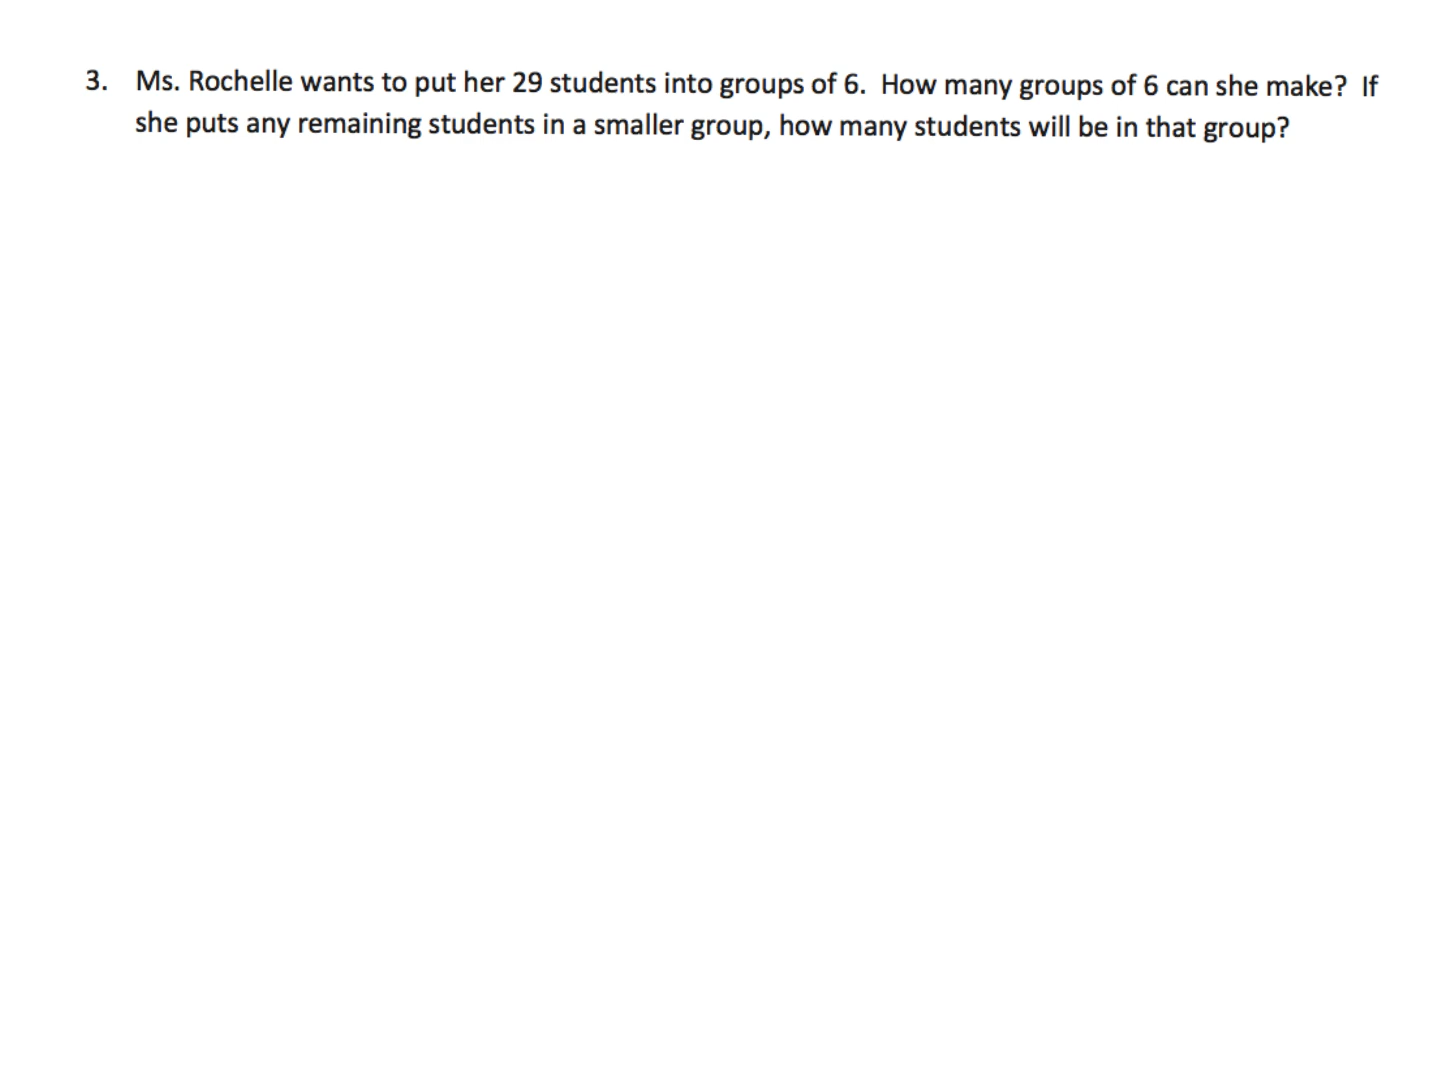 3. Ms. Rochelle wants to put her 29 students into groups of 6. How many groups of 6 can she make? If
she puts any remaining students in a smaller group, how many students will be in that group?